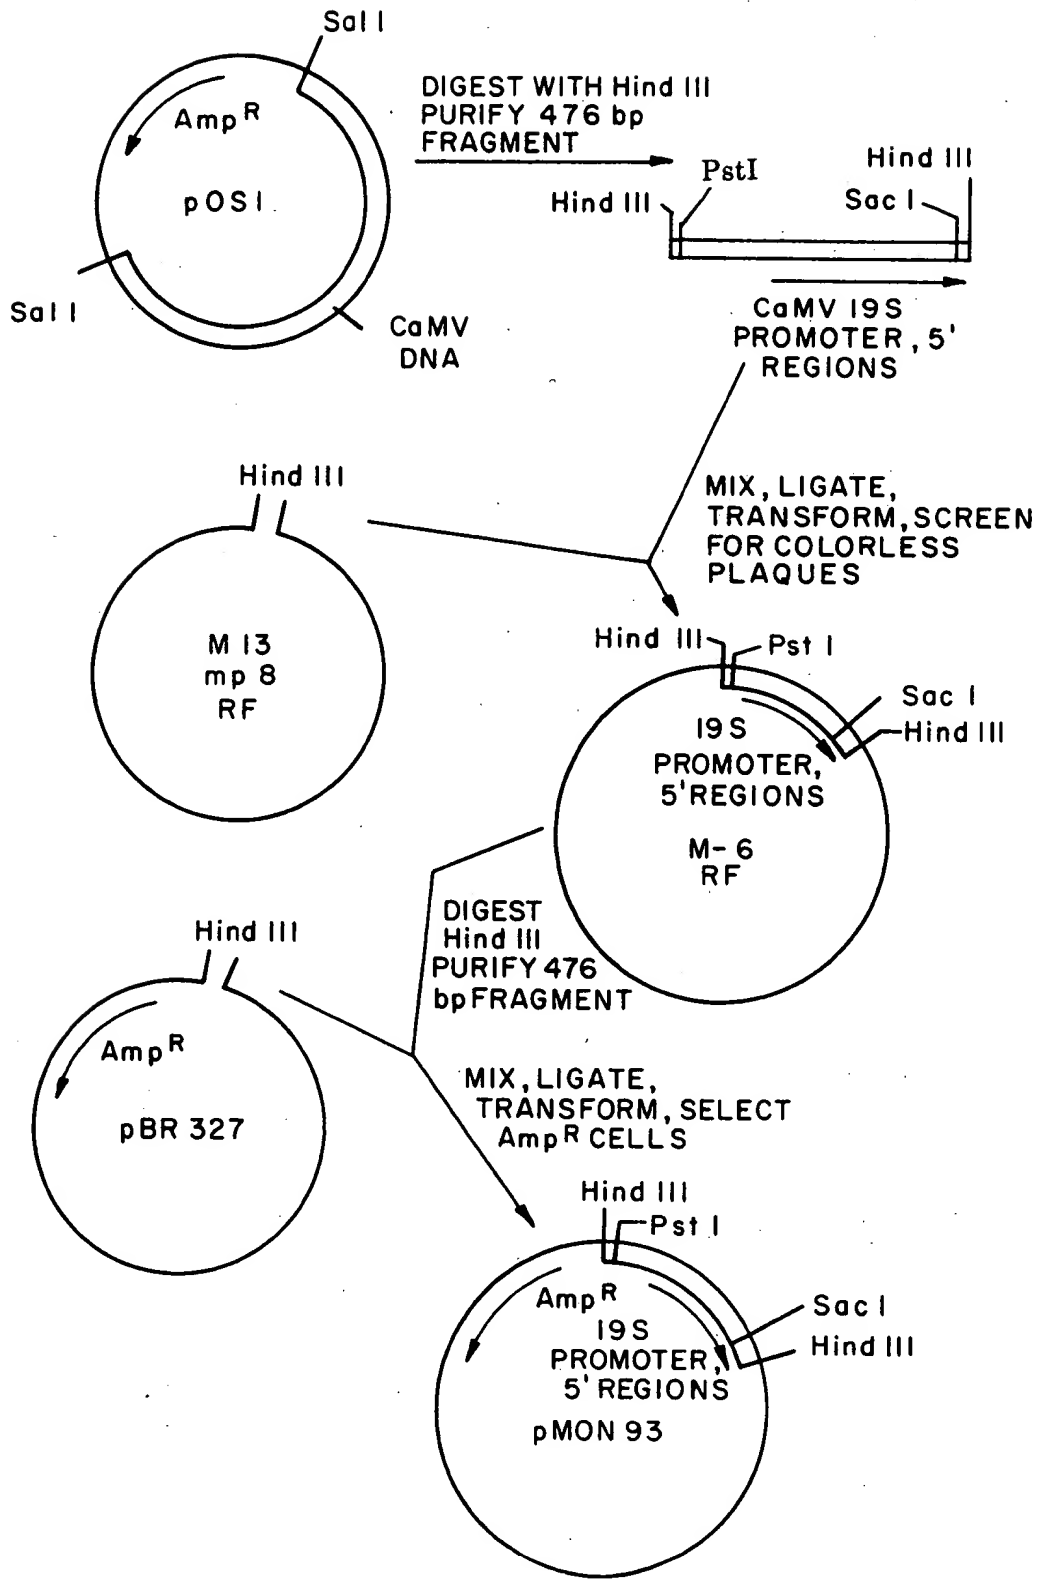 Sal I
Amp R
pOS1
Sal I
CaMV
DNA
DIGEST WITH Hind III
PURIFY 476 bp
FRAGMENT
PstI
Hind III
Hind III
Sac I
CaMV 19S
PROMOTER, 5'
REGIONS
Hind III
M 13
mp 8
RF
MIX, LIGATE,
TRANSFORM, SCREEN
FOR COLORLESS
PLAQUES
Hind III
Pst I
Sac I
Hind III
19S
PROMOTER,
5' REGIONS
M-6
RF
DIGEST
Hind III
PURIFY 476
bp FRAGMENT
Hind III
Amp R
pBR 327
MIX, LIGATE,
TRANSFORM, SELECT
Amp R CELLS
Hind III
Pst I
Amp R
19S
PROMOTER,
5' REGIONS
pMON 93
Sac I
Hind III